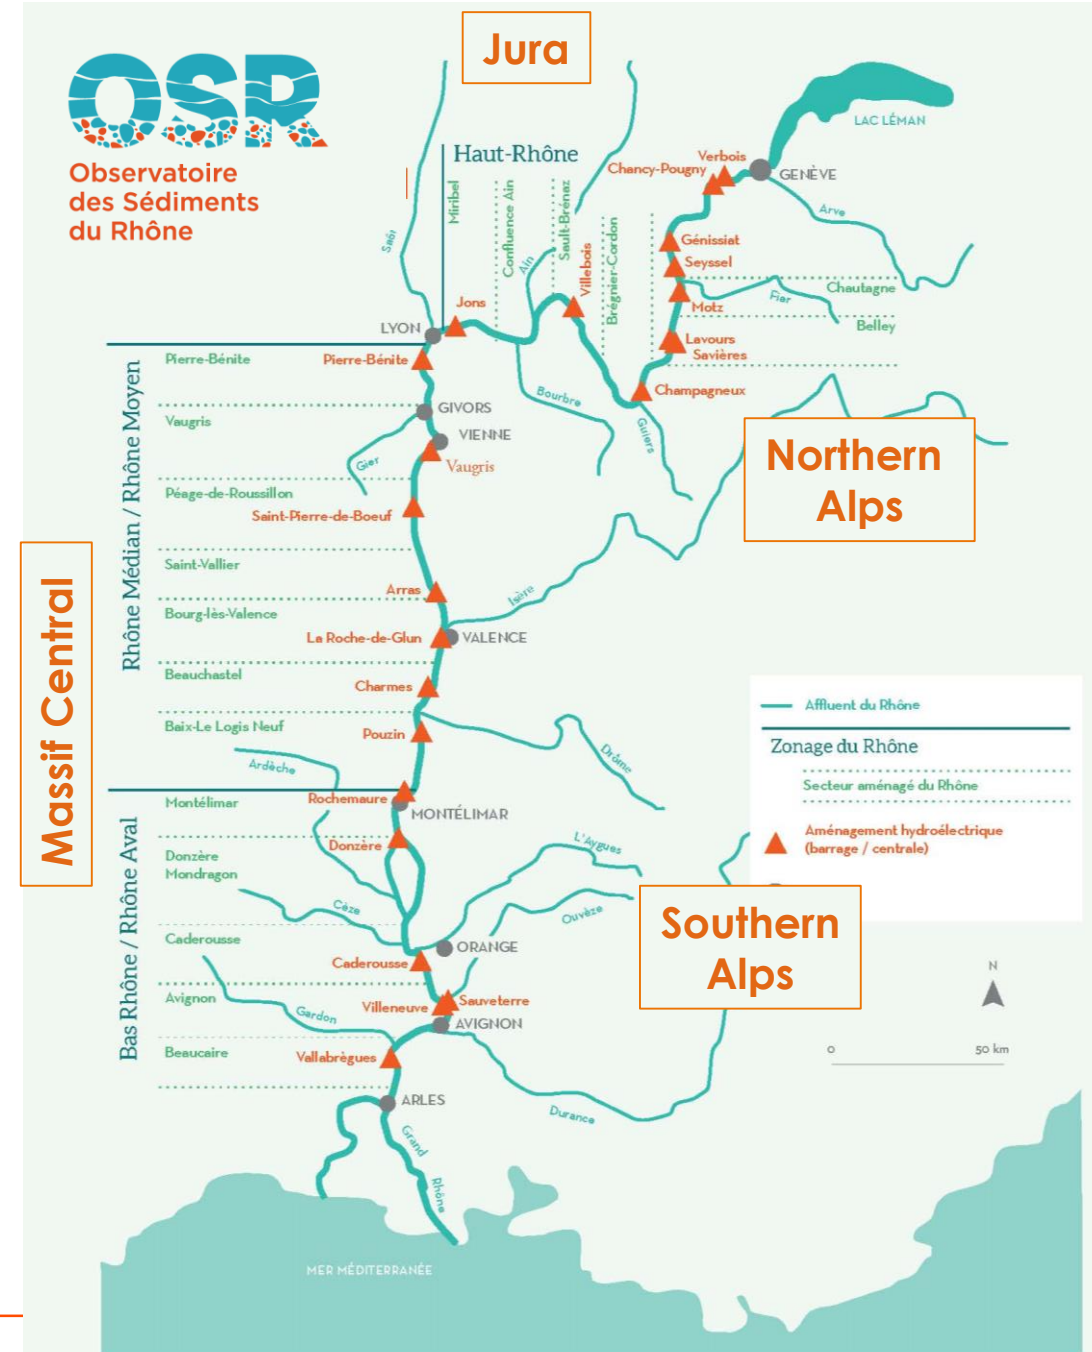 Jura
OSR
Observatoire
des Sédiments
du Rhône
LAC LÉMAN
Haut-Rhône
Verbois
Chancy-Pougny
GENÈVE
Miribel
Confluence Ain
Sault-Brénaz
Villebois
Brégnier-Cordon
Arve
Ain
Génissiat
Seyssel
Chautagne
Fier
Motz
Belley
Jons
LYON
Lavours
Savières
Pierre-Bénite
Pierre-Bénite
Champagneux
Bourbre
Guiers
GIVORS
Vaugris
VIENNE
Gier
Vaugris
Northern
Alps
Rhône Médian / Rhône Moyen
Péage-de-Roussillon
Saint-Pierre-de-Boeuf
Saint-Vallier
Arras
Isère
Bourg-lès-Valence
La Roche-de-Glun
VALENCE
Massif Central
Beauchastel
Charmes
Baix-Le Logis Neuf
Pouzin
Drôme
Ardèche
Affluent du Rhône
Zonage du Rhône
Secteur aménagé du Rhône
Aménagement hydroélectrique
(barrage / centrale)
Montélimar
Rochemaure
MONTÉLIMAR
Donzère
L'Aygues
Donzère
Mondragon
Cèze
Ouvèze
Bas Rhône / Rhône Aval
Caderousse
ORANGE
Caderousse
Southern
Alps
Avignon
Villeneuve
Sauveterre
Gardon
AVIGNON
N
Beaucaire
Vallabrègues
0
50 km
ARLES
Durance
Grand
Rhône
MER MÉDITERRANÉE